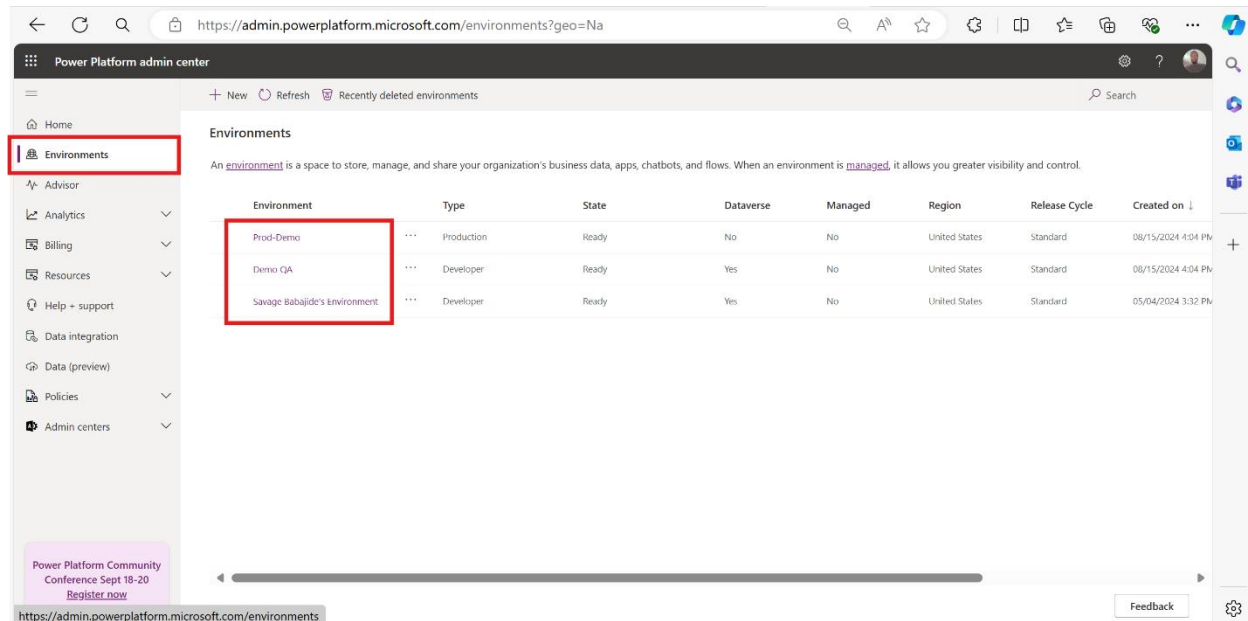 https://admin.powerplatform.microsoft.com/environments?geo=Na
Power Platform admin center
New Refresh Recently deleted environments Search
Home
Environments
Advisor
Analytics
Billing
Resources
Help + support
Data integration
Data (preview)
Policies
Admin centers
Environments
An environment is a space to store, manage, and share your organization's business data, apps, chatbots, and flows. When an environment is managed, it allows you greater visibility and control.
Environment Type State Dataverse Managed Region Release Cycle Created on ↓
Prod-Demo ··· Production Ready No No United States Standard 08/15/2024 4:04 PM
Demo QA ··· Developer Ready Yes No United States Standard 08/15/2024 4:04 PM
Savage Babajide's Environment ··· Developer Ready Yes No United States Standard 05/04/2024 3:32 PM
Power Platform Community
Conference Sept 18-20
Register now
Feedback
https://admin.powerplatform.microsoft.com/environments